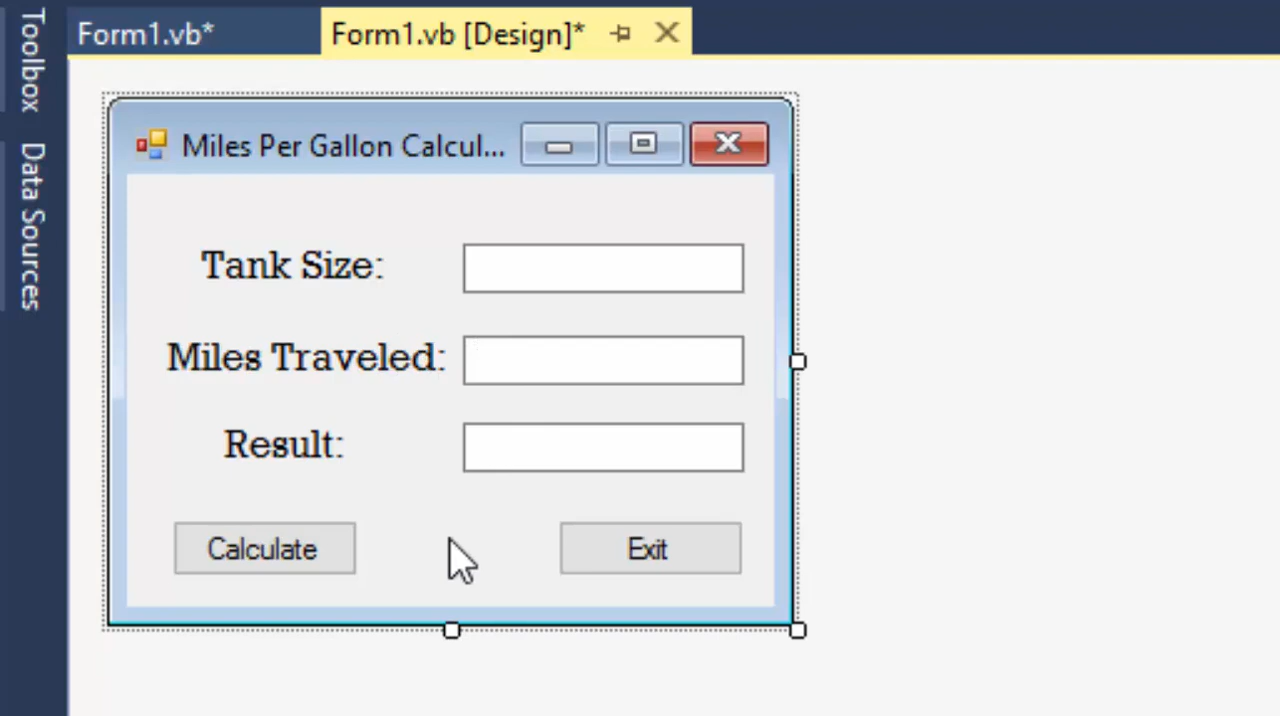 Toolbox
Data Sources
Form1.vb*
Form1.vb [Design]*
Miles Per Gallon Calcul...
Tank Size:
Miles Traveled:
Result:
Calculate
Exit